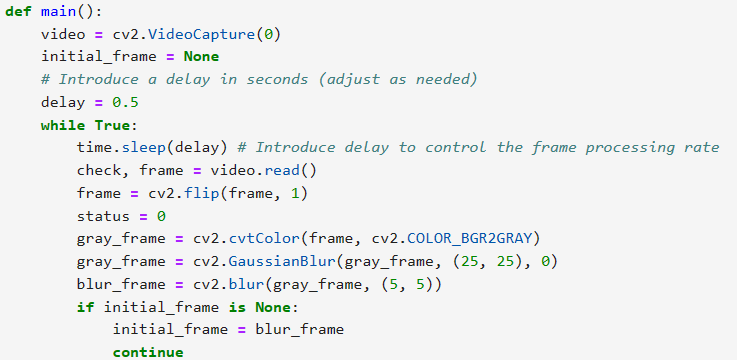 def main():
    video = cv2.VideoCapture(0)
    initial_frame = None
    # Introduce a delay in seconds (adjust as needed)
    delay = 0.5
    while True:
        time.sleep(delay) # Introduce delay to control the frame processing rate
        check, frame = video.read()
        frame = cv2.flip(frame, 1)
        status = 0
        gray_frame = cv2.cvtColor(frame, cv2.COLOR_BGR2GRAY)
        gray_frame = cv2.GaussianBlur(gray_frame, (25, 25), 0)
        blur_frame = cv2.blur(gray_frame, (5, 5))
        if initial_frame is None:
            initial_frame = blur_frame
            continue